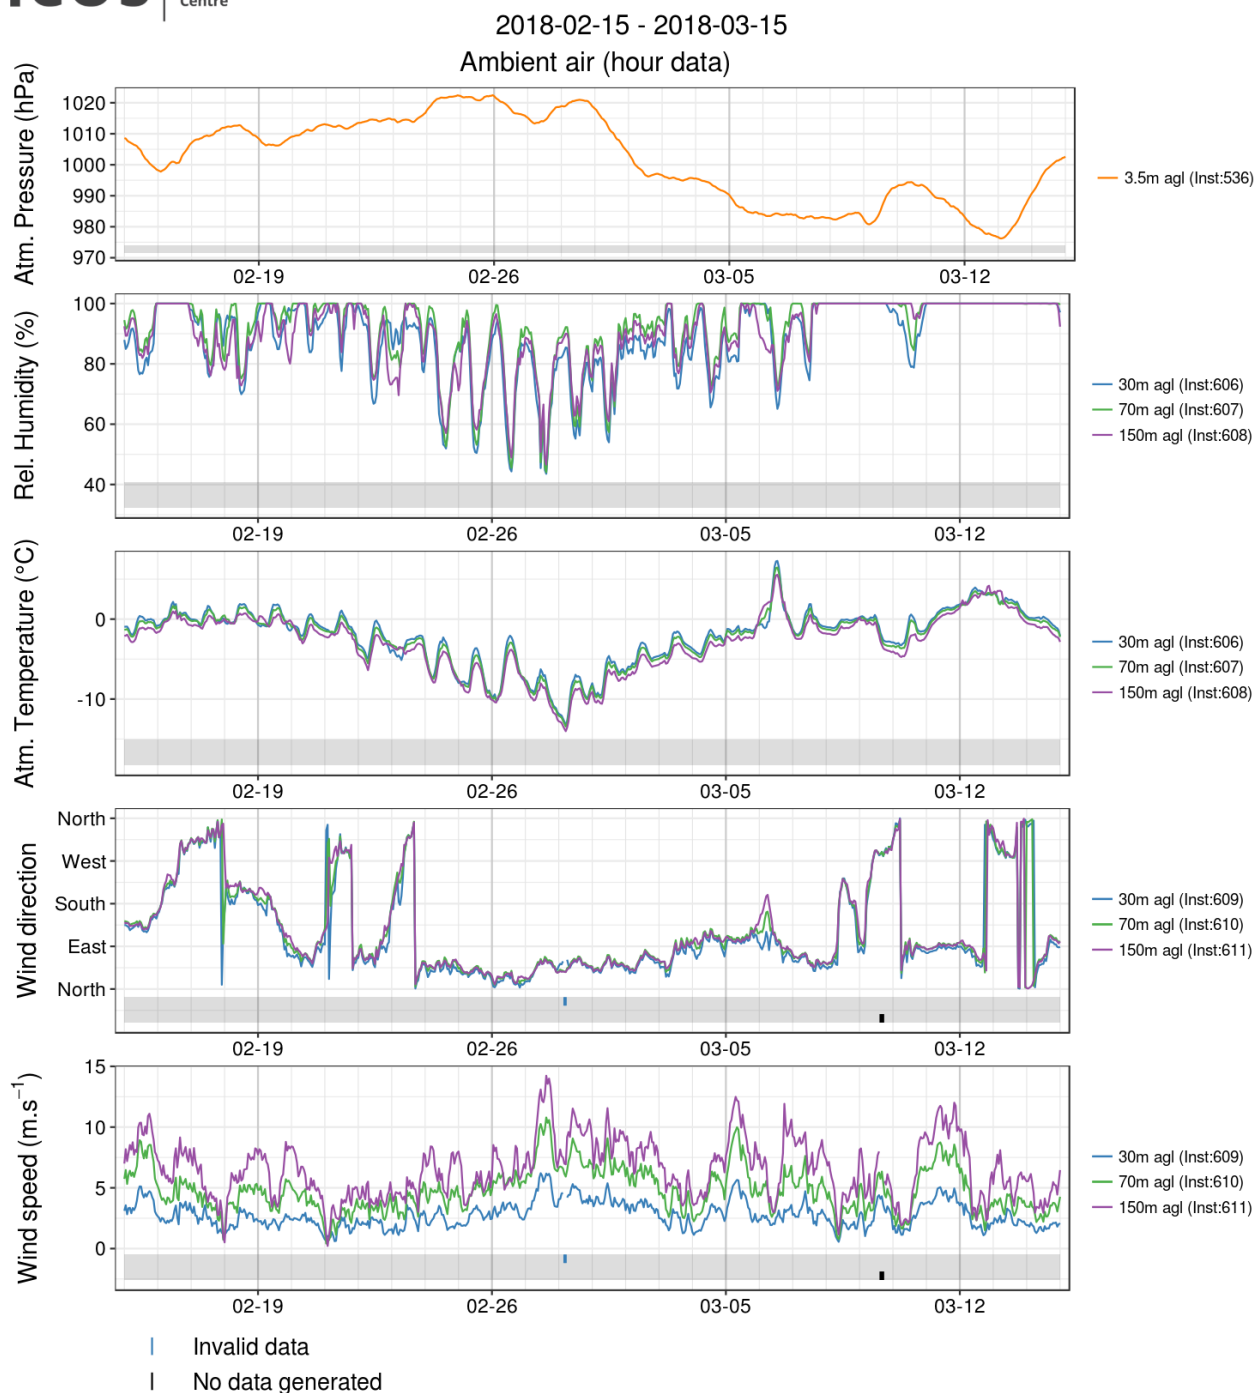 Centre
2018-02-15 - 2018-03-15
Ambient air (hour data)
Atm. Pressure (hPa)
1020
1010
1000
990
980
970
02-19 02-26 03-05 03-12
3.5m agl (Inst:536)
Rel. Humidity (%)
100
80
60
40
02-19 02-26 03-05 03-12
30m agl (Inst:606)
70m agl (Inst:607)
150m agl (Inst:608)
Atm. Temperature (°C)
0
-10
02-19 02-26 03-05 03-12
30m agl (Inst:606)
70m agl (Inst:607)
150m agl (Inst:608)
Wind direction
North
West
South
East
North
02-19 02-26 03-05 03-12
30m agl (Inst:609)
70m agl (Inst:610)
150m agl (Inst:611)
Wind speed (m.s⁻¹)
15
10
5
0
02-19 02-26 03-05 03-12
30m agl (Inst:609)
70m agl (Inst:610)
150m agl (Inst:611)
Invalid data
No data generated